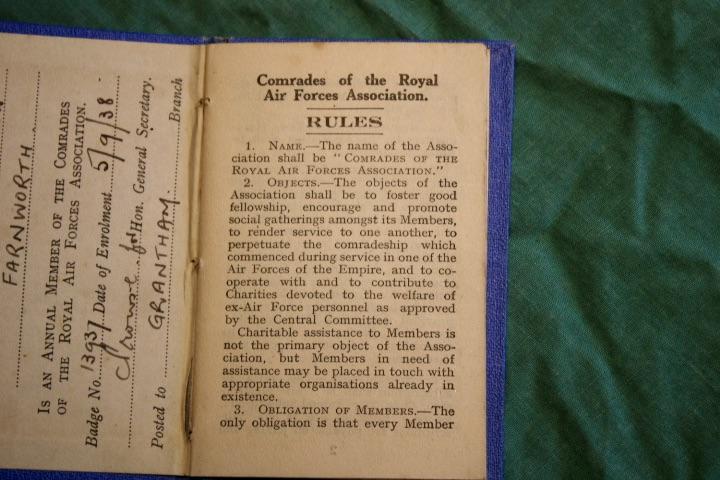 FARNWORTH
IS AN ANNUAL MEMBER OF THE COMRADES
OF THE ROYAL AIR FORCES ASSOCIATION.
Badge No. 13937 Date of Enrolment 5/9/38
for Hon. General Secretary.
Posted to GRANTHAM. Branch
Comrades of the Royal
Air Forces Association.
RULES
1. NAME.—The name of the Asso-
ciation shall be "COMRADES OF THE
ROYAL AIR FORCES ASSOCIATION."
2. OBJECTS.—The objects of the
Association shall be to foster good
fellowship, encourage and promote
social gatherings amongst its Members,
to render service to one another, to
perpetuate the comradeship which
commenced during service in one of the
Air Forces of the Empire, and to co-
operate with and to contribute to
Charities devoted to the welfare of
ex-Air Force personnel as approved
by the Central Committee.
Charitable assistance to Members is
not the primary object of the Asso-
ciation, but Members in need of
assistance may be placed in touch with
appropriate organisations already in
existence.
3. OBLIGATION OF MEMBERS.—The
only obligation is that every Member